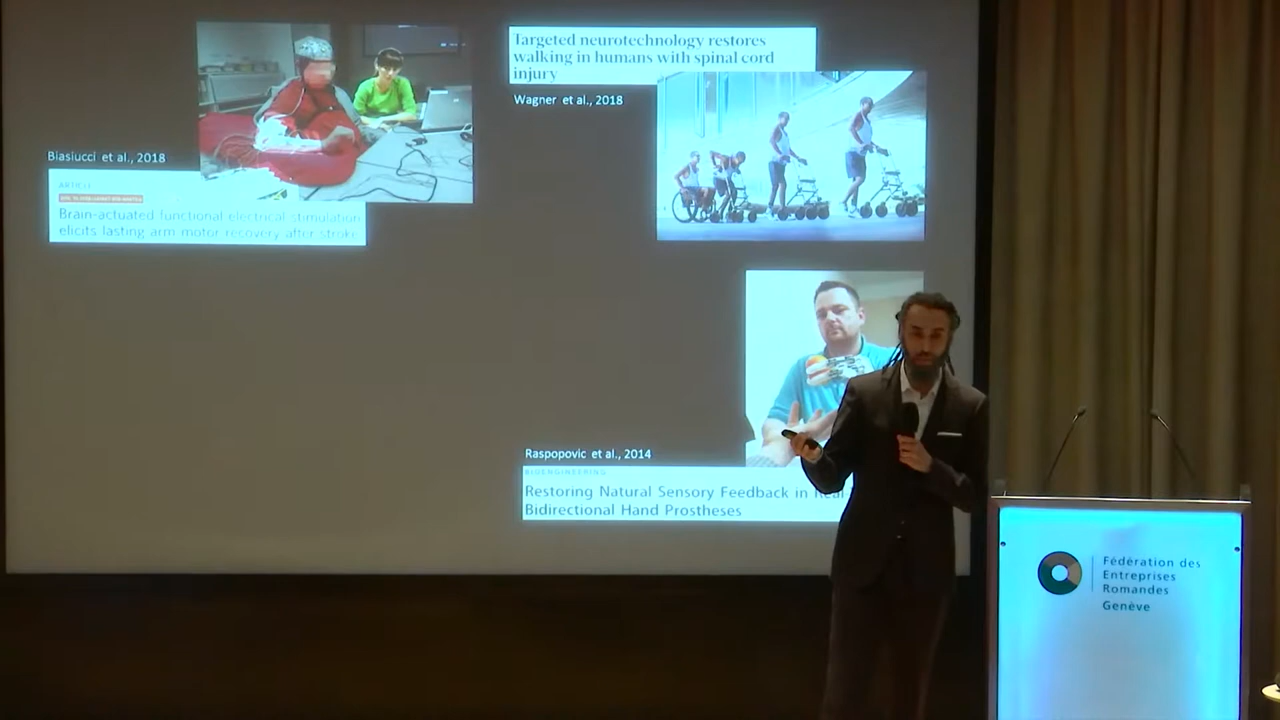 Biasiucci et al., 2018
ARTICLE
Brain-actuated functional electrical stimulation
elicits lasting arm motor recovery after stroke
Targeted neurotechnology restores
walking in humans with spinal cord
injury
Wagner et al., 2018
Raspopovic et al., 2014
BIOENGINEERING
Restoring Natural Sensory Feedback in Real
Bidirectional Hand Prostheses
Fédération des
Entreprises
Romandes
Genève